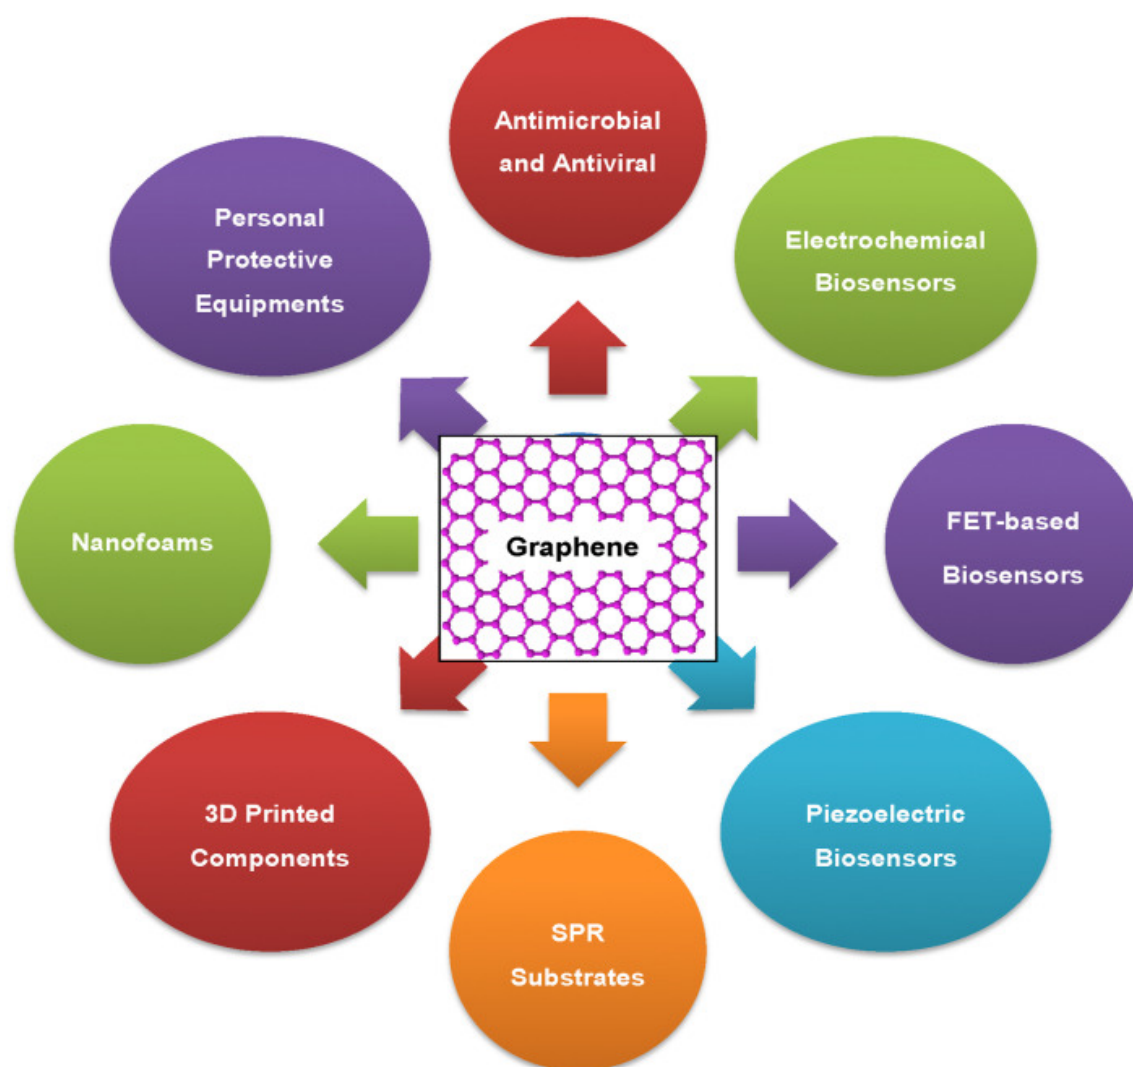 Antimicrobial
and Antiviral
Personal
Protective
Equipments
Electrochemical
Biosensors
Nanofoams
Graphene
FET-based
Biosensors
3D Printed
Components
Piezoelectric
Biosensors
SPR
Substrates